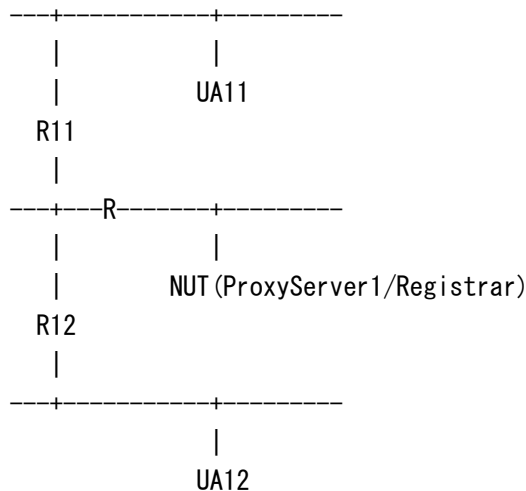 ---+-----------+---------
|           |
|         UA11
R11
|
---+---R-------+---------
|           |
|       NUT(ProxyServer1/Registrar)
R12
|
---+-----------+---------
|
UA12